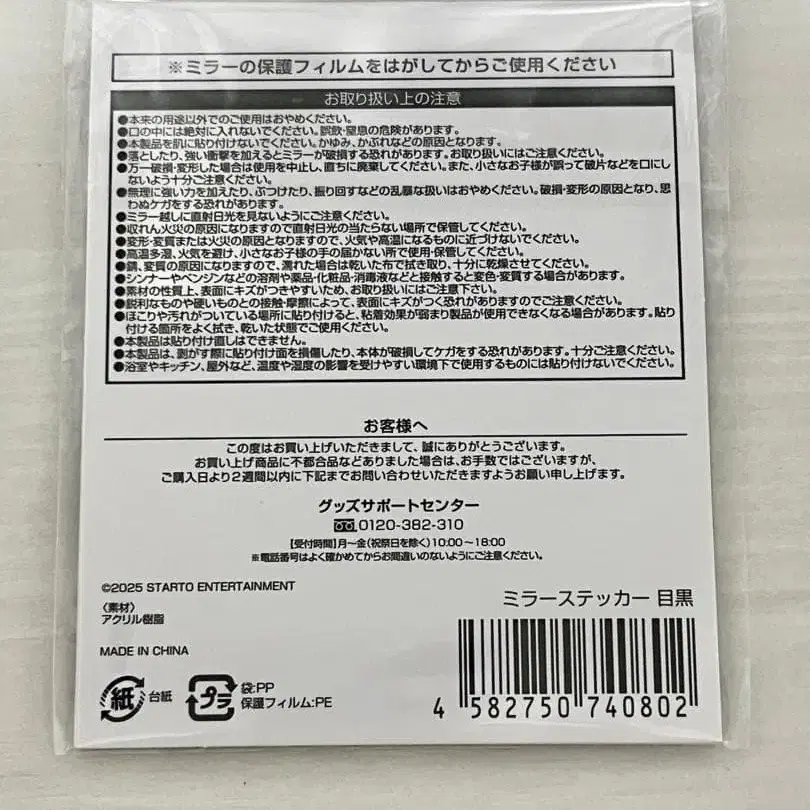 ※ミラーの保護フィルムをはがしてからご使用ください
お取り扱い上の注意
●本来の用途以外でのご使用はおやめください。
●口の中には絶対に入れないでください。誤飲・窒息の危険があります。
●本製品を肌に貼り付けないでください。かゆみ、かぶれなどの原因となります。
●落としたり、強い衝撃を加えるとミラーが破損する恐れがあります。お取り扱いにはご注意ください。
●万一破損・変形した場合は使用を中止し、直ちに廃棄してください。また、小さなお子様が誤って破片などを口にし
ないよう十分ご注意ください。
●無理に強い力を加えたり、ぶつけたり、振り回すなどの乱暴な扱いはおやめください。破損・変形の原因となり、思
わぬケガをする恐れがあります。
●ミラー越しに直射日光を見ないようにご注意ください。
●収れん火災の原因になりますので直射日光の当たらない場所で保管してください。
●変形・変質または火災の原因となりますので、火気や高温になるものに近づけないでください。
●高温多湿、火気を避け、小さなお子様の手の届かない所で使用・保管してください。
●錆、変質の原因になりますので、濡れた場合は乾いた布で拭き取り、十分に乾燥させてください。
●シンナーやベンジンなどの溶剤や薬品・化粧品・消毒液などと接触すると変色・変質する場合があります。
●素材の性質上、表面にキズがつきやすいため、お取り扱いにはご注意下さい。
●鋭利なものや硬いものとの接触・摩擦によって、表面にキズがつく恐れがありますのでご注意ください。
●ほこりや汚れがついている場所に貼り付けると、粘着効果が弱まり製品が使用できなくなる場合があります。貼り
付ける箇所をよく拭き、乾いた状態でご使用ください。
●本製品は貼り付け直しはできません。
●本製品は、剥がす際に貼り付け面を損傷したり、本体が破損してケガをする恐れがあります。十分ご注意ください。
●浴室やキッチン、屋外など、温度や湿度の影響を受けやすい環境下で使用するものには貼り付けないでください。
お客様へ
この度はお買い上げいただきまして、誠にありがとうございます。
お買い上げ商品に不都合品などありました場合は、お手数ではございますが、
ご購入日より2週間以内に下記までお問い合わせいただきますようお願い申し上げます。
グッズサポートセンター
0120-382-310
【受付時間】月~金(祝祭日を除く)10:00~18:00
※電話番号はよく確かめてからお間違いのないようにご注意ください。
©2025 STARTO ENTERTAINMENT
〈素材〉
アクリル樹脂
ミラーステッカー 目黒
MADE IN CHINA
紙 台紙
プラ 袋:PP
保護フィルム:PE
4 582750 740802